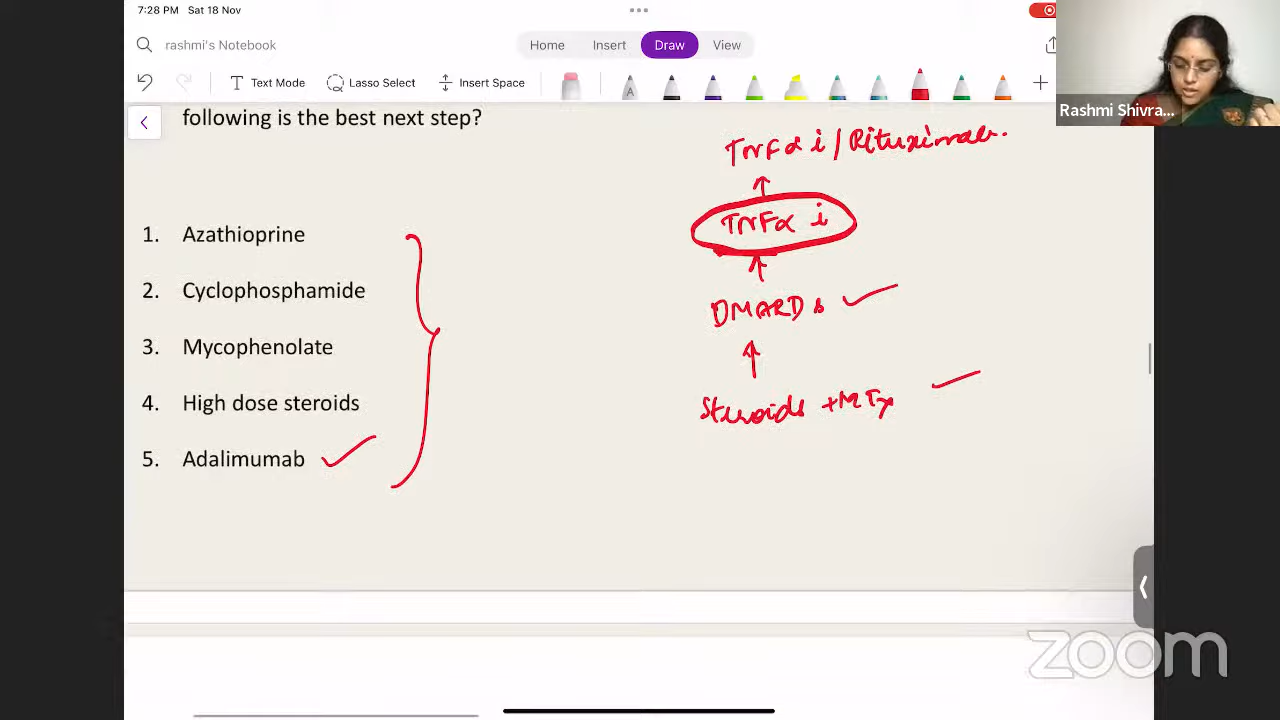 7:28 PM Sat 18 Nov
rashmi's Notebook
Home Insert Draw View
Text Mode Lasso Select Insert Space
Rashmi Shivra...
following is the best next step?
TNFα i / Rituximab.
TNFα i
DMARDs
Steroids + MTx
1. Azathioprine
2. Cyclophosphamide
3. Mycophenolate
4. High dose steroids
5. Adalimumab
zoom